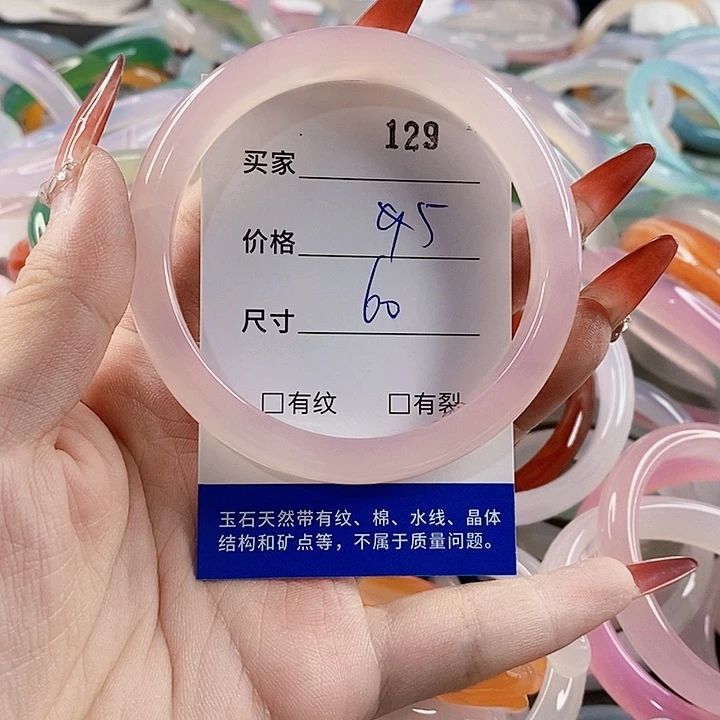 129
买家
价格 45
尺寸 60
□有纹 □有裂
玉石天然带有纹、棉、水线、晶体
结构和矿点等，不属于质量问题。